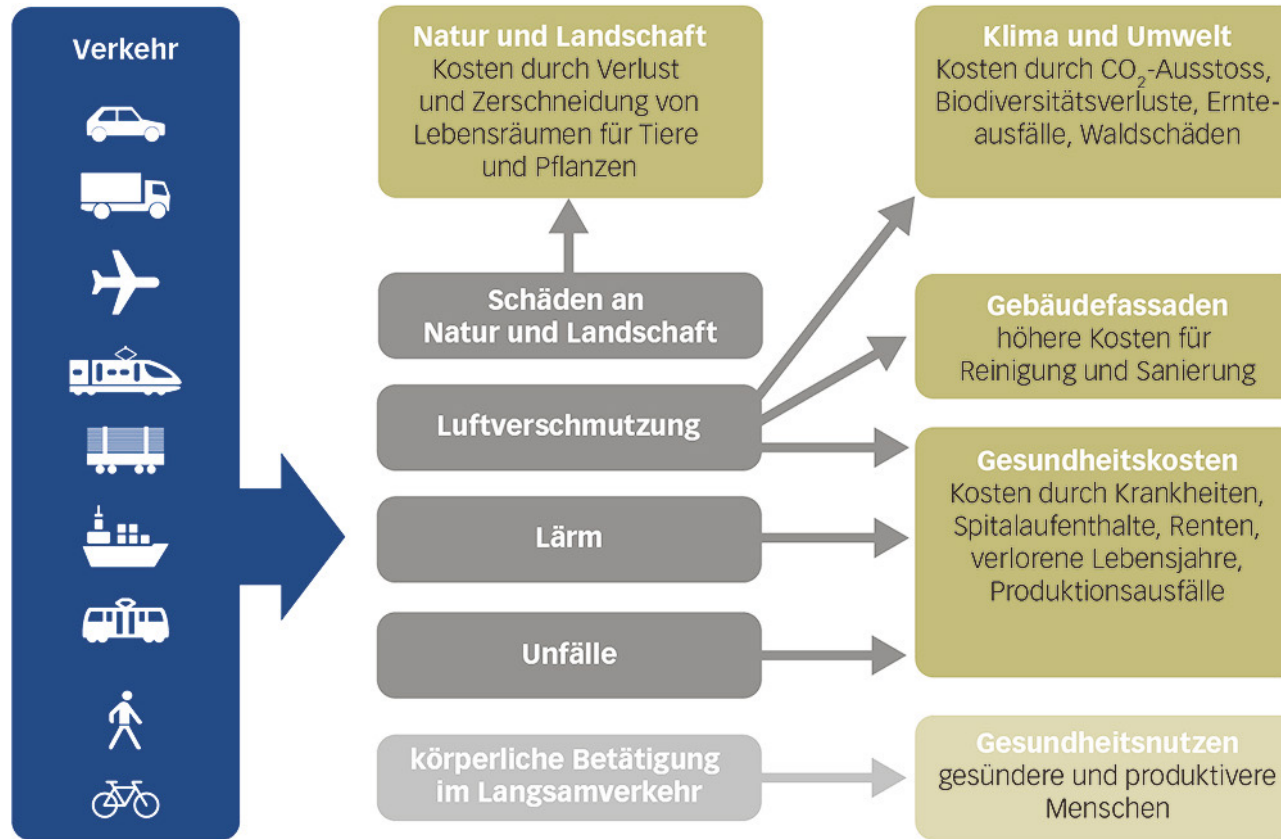 Verkehr
Natur und Landschaft
Kosten durch Verlust
und Zerschneidung von
Lebensräumen für Tiere
und Pflanzen
Klima und Umwelt
Kosten durch CO₂-Ausstoss,
Biodiversitätsverluste, Ernte-
ausfälle, Waldschäden
Schäden an
Natur und Landschaft
Gebäudefassaden
höhere Kosten für
Reinigung und Sanierung
Luftverschmutzung
Gesundheitskosten
Kosten durch Krankheiten,
Spitalaufenthalte, Renten,
verlorene Lebensjahre,
Produktionsausfälle
Lärm
Unfälle
körperliche Betätigung
im Langsamverkehr
Gesundheitsnutzen
gesündere und produktivere
Menschen